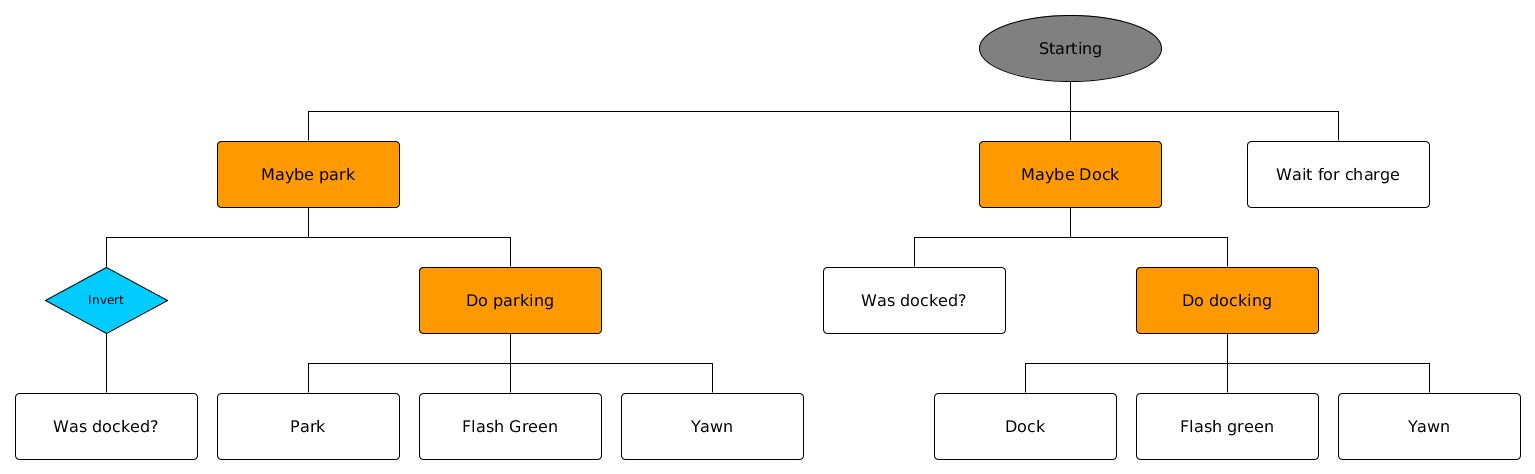 Starting
Maybe park
Maybe Dock
Wait for charge
Invert
Do parking
Was docked?
Do docking
Was docked?
Park
Flash Green
Yawn
Dock
Flash green
Yawn